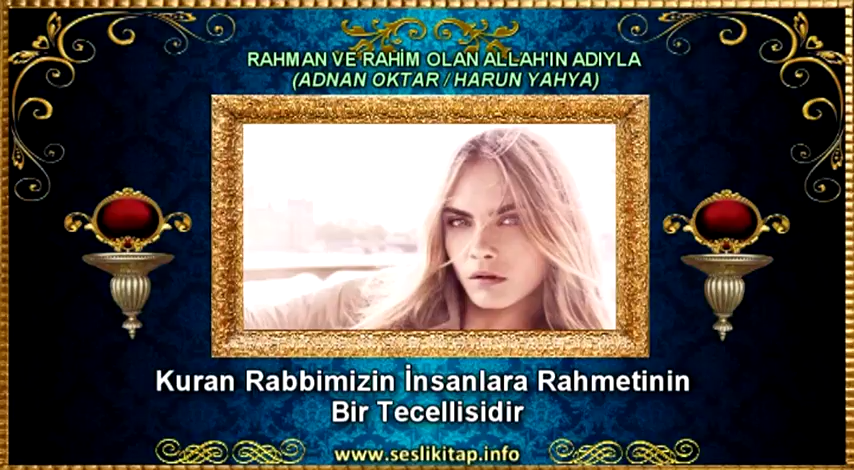 RAHMAN VE RAHİM OLAN ALLAH'IN ADIYLA
(ADNAN OKTAR / HARUN YAHYA)
Kuran Rabbimizin İnsanlara Rahmetinin
Bir Tecellisidir
www.seslikitap.info